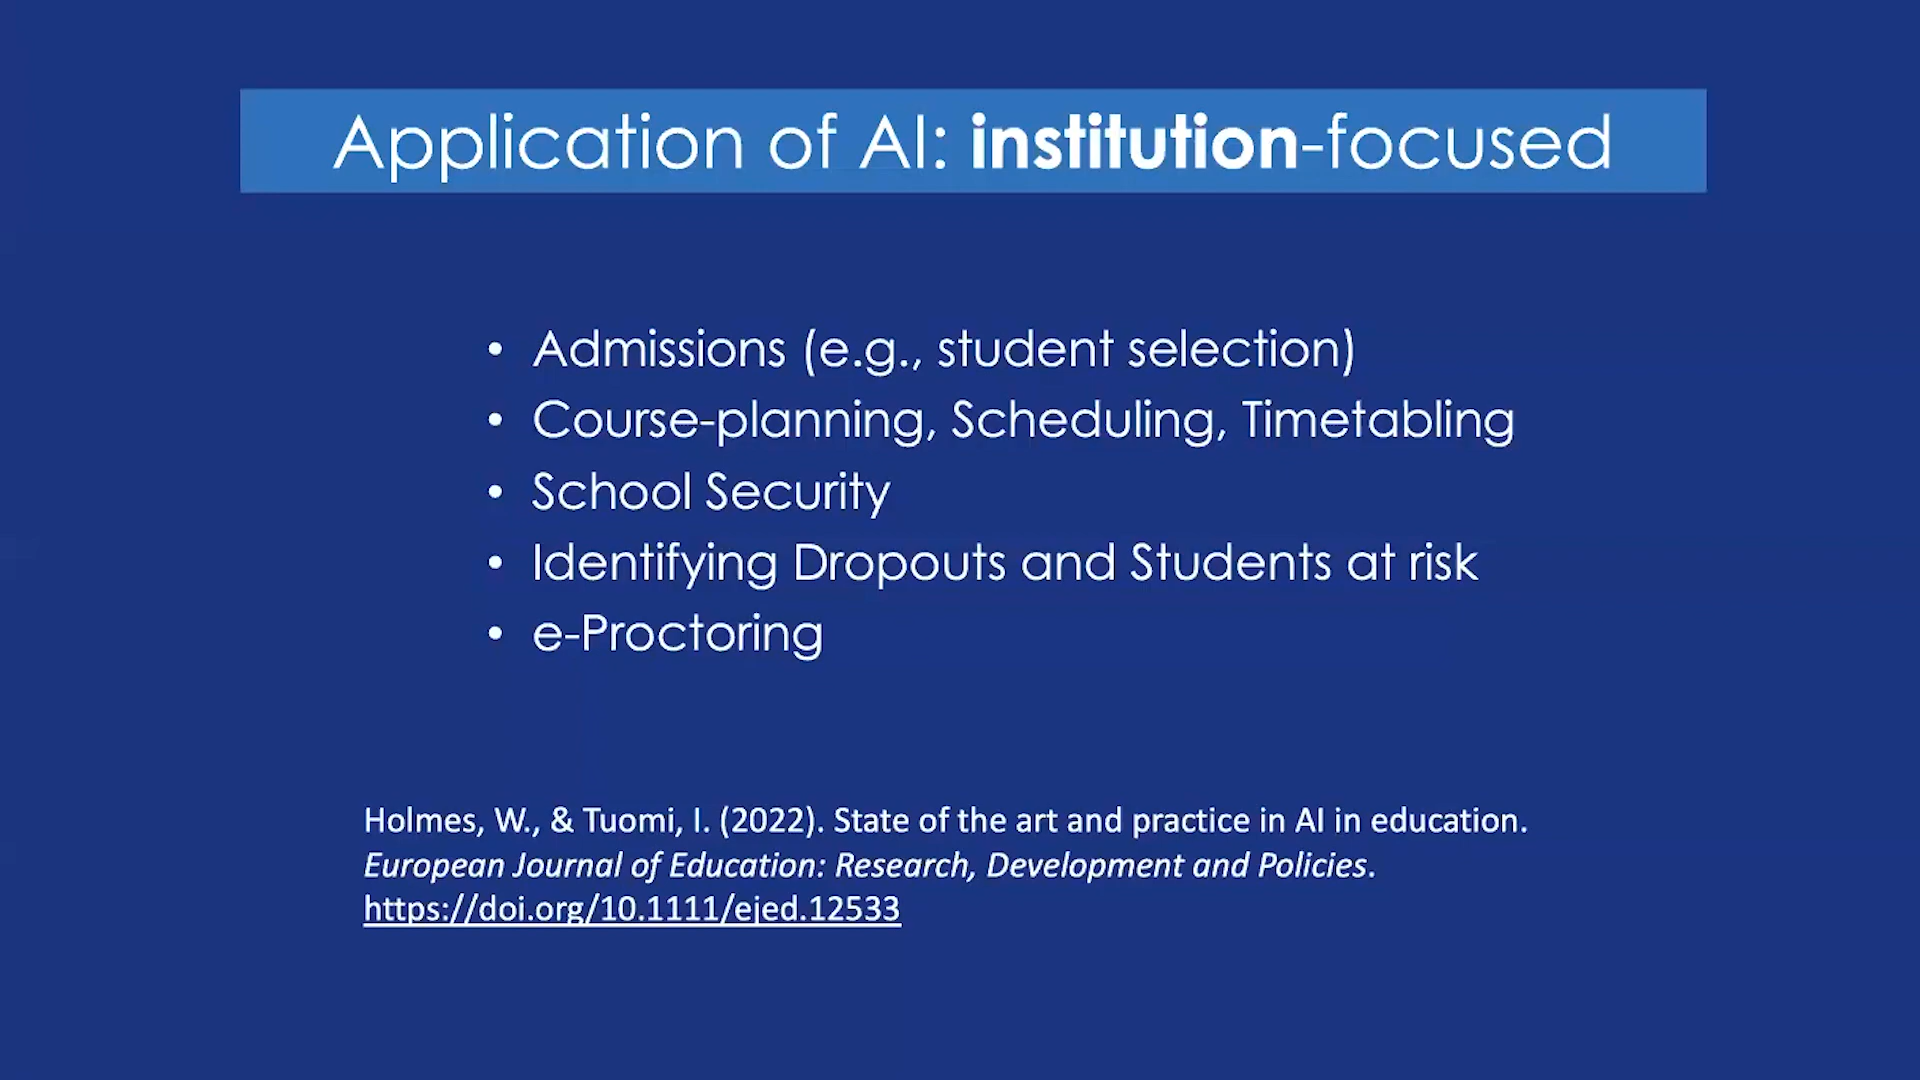 Application of AI: institution-focused
• Admissions (e.g., student selection)
• Course-planning, Scheduling, Timetabling
• School Security
• Identifying Dropouts and Students at risk
• e-Proctoring
Holmes, W., & Tuomi, I. (2022). State of the art and practice in AI in education.
European Journal of Education: Research, Development and Policies.
https://doi.org/10.1111/ejed.12533